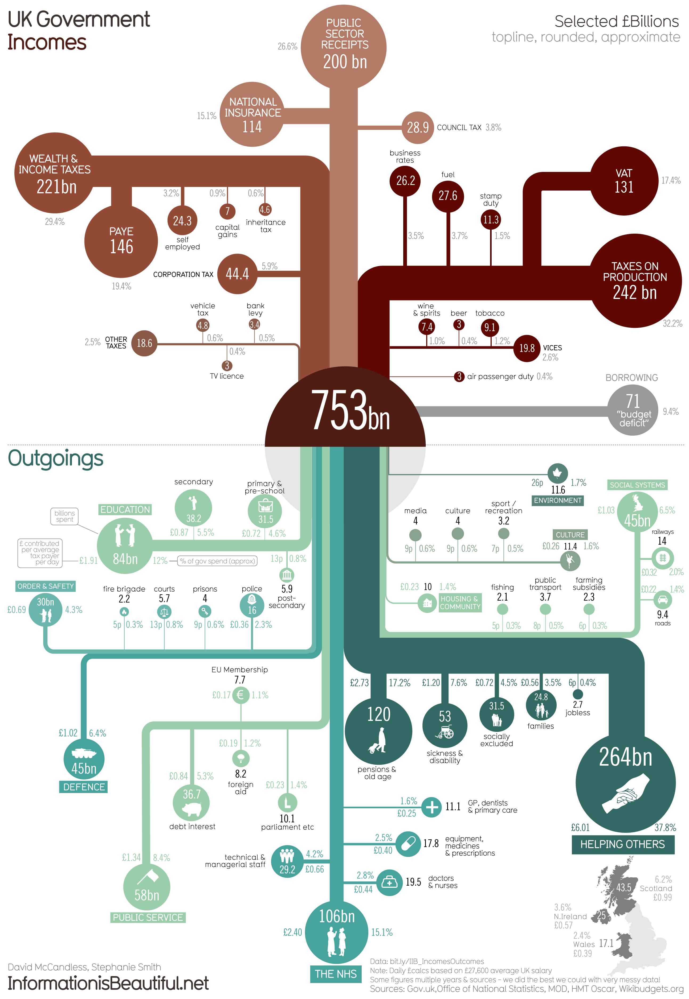 UK Government
Incomes
Selected £Billions
topline, rounded, approximate
PUBLIC
SECTOR
RECEIPTS
200 bn
26.6%
NATIONAL
INSURANCE
114
15.1%
28.9
COUNCIL TAX 3.8%
WEALTH &
INCOME TAXES
221bn
29.4%
PAYE
146
19.4%
3.2%
24.3
self
employed
0.9%
7
capital
gains
0.6%
4.6
inheritance
tax
CORPORATION TAX
44.4
5.9%
business
rates
26.2
3.5%
fuel
27.6
3.7%
stamp
duty
11.3
1.5%
VAT
131
17.4%
TAXES ON
PRODUCTION
242 bn
32.2%
vehicle
tax
4.8
0.6%
bank
levy
3.4
0.5%
2.5%
OTHER
TAXES
18.6
0.4%
3
TV licence
wine
& spirits
7.4
1.0%
beer
3
0.4%
tobacco
9.1
1.2%
19.8
VICES
2.6%
3
air passenger duty 0.4%
BORROWING
71
"budget
deficit"
9.4%
753bn
Outgoings
EDUCATION
84bn
billions
spent
£ contributed
per average
tax payer
per day
£1.91
12%
% of gov spend (approx)
secondary
38.2
£0.87
5.5%
primary &
pre-school
31.5
£0.72
4.6%
13p
0.8%
5.9
post-
secondary
ORDER & SAFETY
30bn
£0.69
4.3%
fire brigade
2.2
5p
0.3%
courts
5.7
13p
0.8%
prisons
4
9p
0.6%
police
16
£0.36
2.3%
26p
11.6
1.7%
ENVIRONMENT
SOCIAL SYSTEMS
£1.03
45bn
6.5%
media
4
9p
0.6%
culture
4
9p
0.6%
sport /
recreation
3.2
7p
0.5%
CULTURE
£0.26 11.4 1.6%
railways
14
£0.32
2.0%
£0.22
1.4%
9.4
roads
£0.23 10 1.4%
HOUSING &
COMMUNITY
fishing
2.1
5p
0.3%
public
transport
3.7
8p
0.5%
farming
subsidies
2.3
6p
0.3%
EU Membership
7.7
£0.17
€
1.1%
£1.02
6.4%
45bn
DEFENCE
£0.84
5.3%
36.7
debt interest
£0.19
1.2%
8.2
foreign
aid
£0.23
1.4%
10.1
parliament etc
£1.34
8.4%
58bn
PUBLIC SERVICE
£2.73
17.2%
120
pensions &
old age
£1.20
7.6%
53
sickness &
disability
£0.72
4.5%
31.5
socially
excluded
£0.56
3.5%
24.8
families
6p
0.4%
2.7
jobless
264bn
£6.01
37.8%
HELPING OTHERS
1.6%
£0.25
11.1
GP, dentists
& primary care
2.5%
£0.40
17.8
equipment,
medicines
& prescriptions
technical &
managerial staff
29.2
4.2%
£0.66
2.8%
£0.44
19.5
doctors
& nurses
106bn
£2.40
15.1%
THE NHS
43.5
6.2%
Scotland
£0.99
3.6%
N.Ireland
£0.57
25
2.4%
Wales
£0.39
17.1
David McCandless, Stephanie Smith
InformationisBeautiful.net
Data: bit.ly/IIB_IncomesOutcomes
Note: Daily £calcs based on £27,600 average UK salary
Some figures multiple years & sources - we did the best we could with very messy data!
Sources: Gov.uk,Office of National Statistics, MOD, HMT Oscar, Wikibudgets.org